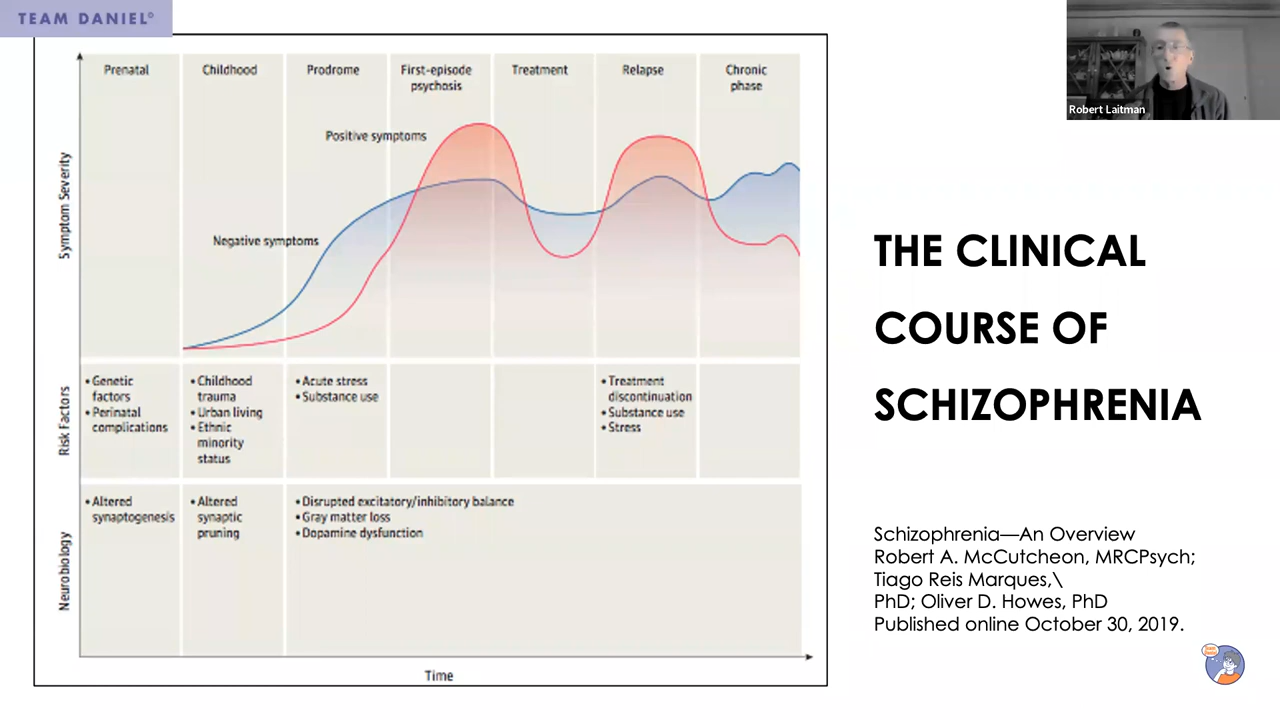 TEAM DANIEL®
Robert Laitman
Prenatal
Childhood
Prodrome
First-episode
psychosis
Treatment
Relapse
Chronic
phase
Symptom Severity
Positive symptoms
Negative symptoms
Risk Factors
• Genetic
factors
• Perinatal
complications
• Childhood
trauma
• Urban living
• Ethnic
minority
status
• Acute stress
• Substance use
• Treatment
discontinuation
• Substance use
• Stress
Neurobiology
• Altered
synaptogenesis
• Altered
synaptic
pruning
• Disrupted excitatory/inhibitory balance
• Gray matter loss
• Dopamine dysfunction
Time
THE CLINICAL
COURSE OF
SCHIZOPHRENIA
Schizophrenia—An Overview
Robert A. McCutcheon, MRCPsych;
Tiago Reis Marques,\
PhD; Oliver D. Howes, PhD
Published online October 30, 2019.